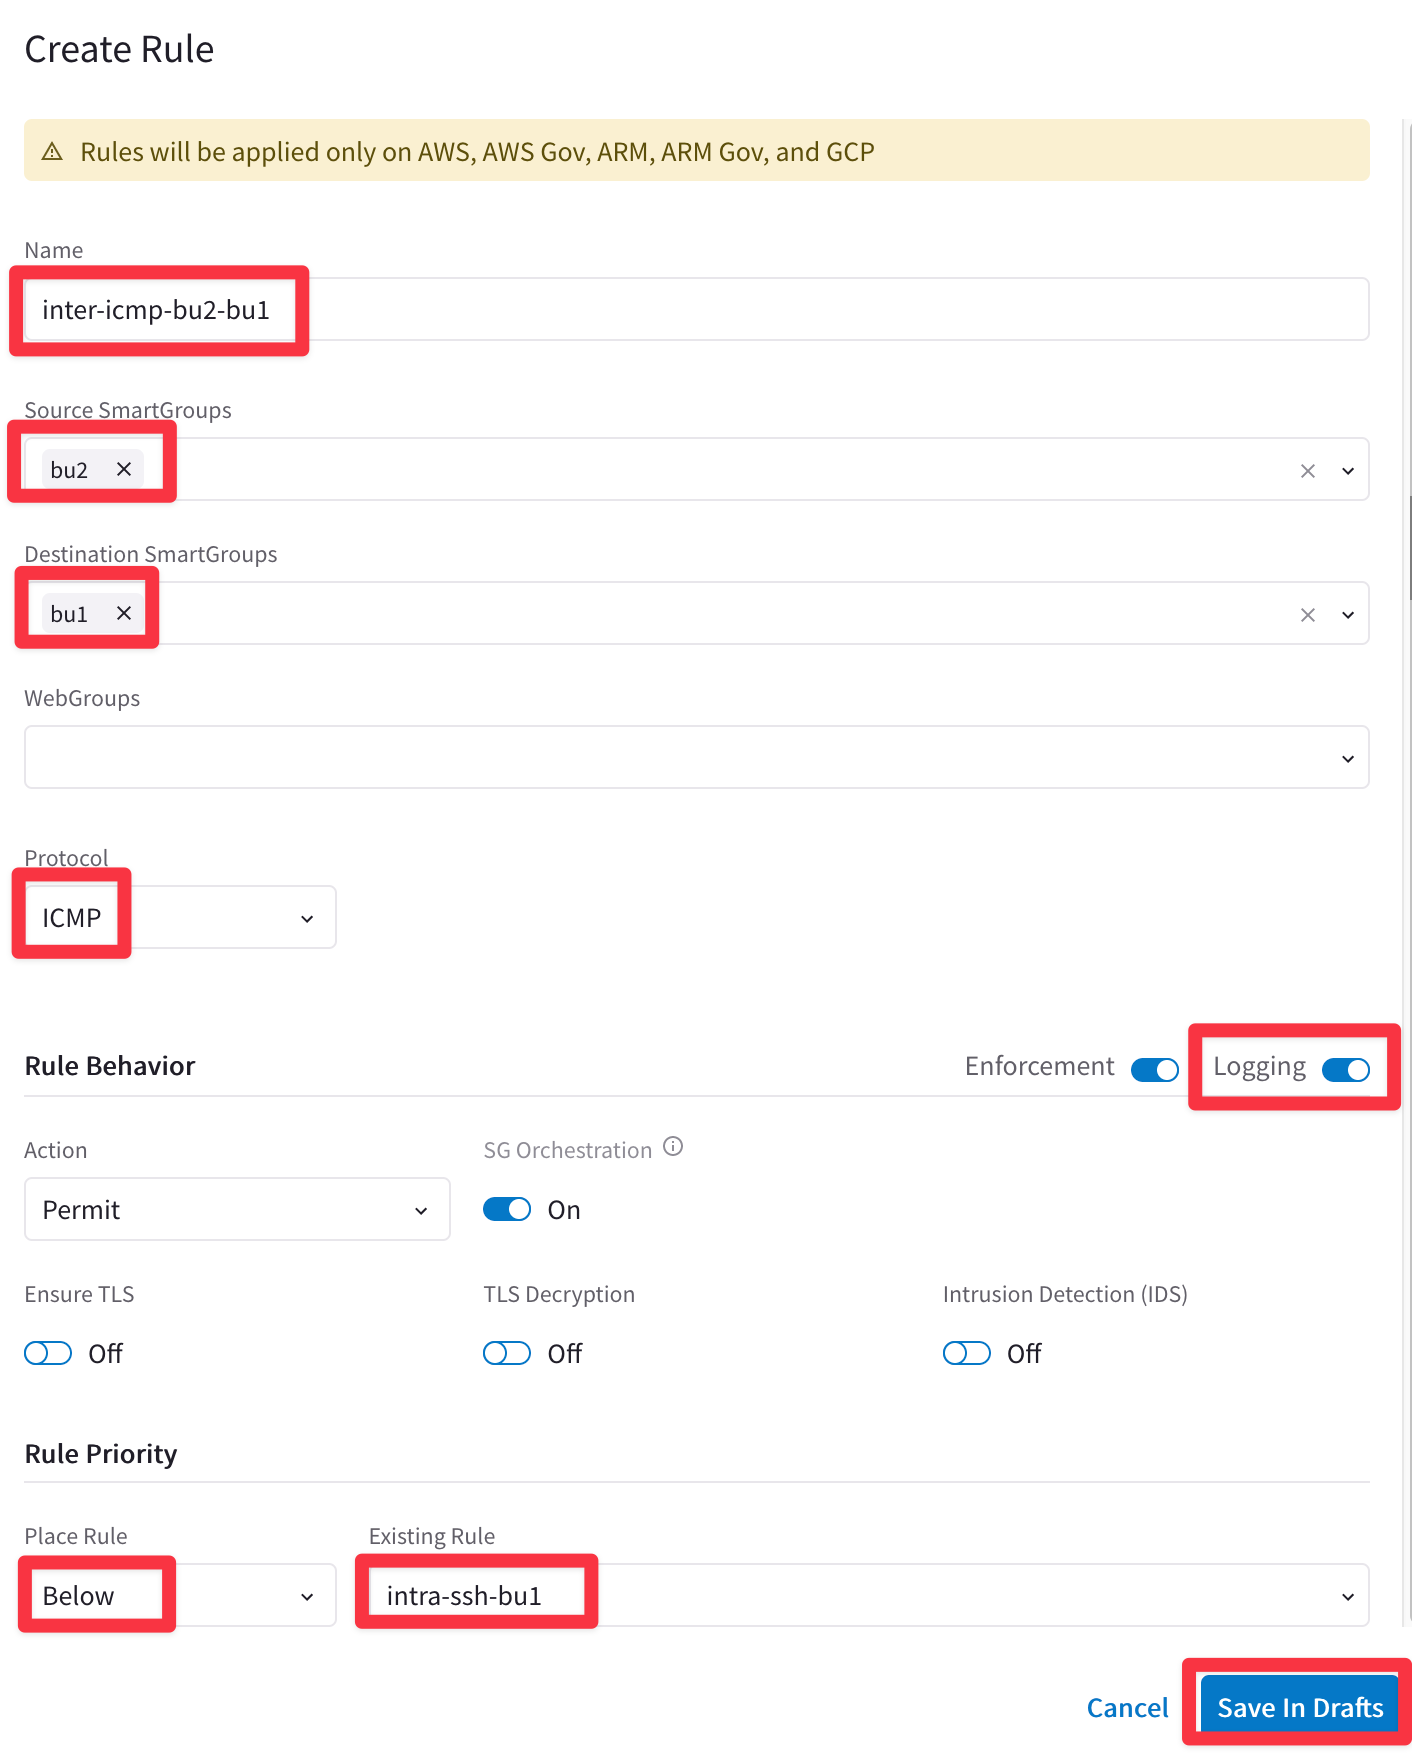 Create Rule
Rules will be applied only on AWS, AWS Gov, ARM, ARM Gov, and GCP
Name
inter-icmp-bu2-bu1
Source SmartGroups
bu2
Destination SmartGroups
bu1
WebGroups
Protocol
ICMP
Rule Behavior Enforcement Logging
Action SG Orchestration
Permit On
Ensure TLS TLS Decryption Intrusion Detection (IDS)
Off Off Off
Rule Priority
Place Rule Existing Rule
Below intra-ssh-bu1
Cancel Save In Drafts